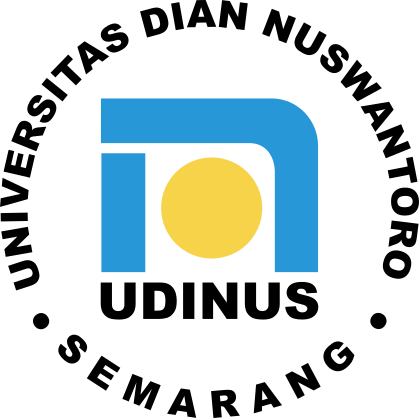 UNIVERSITAS DIAN NUSWANTORO
UDINUS
• SEMARANG •